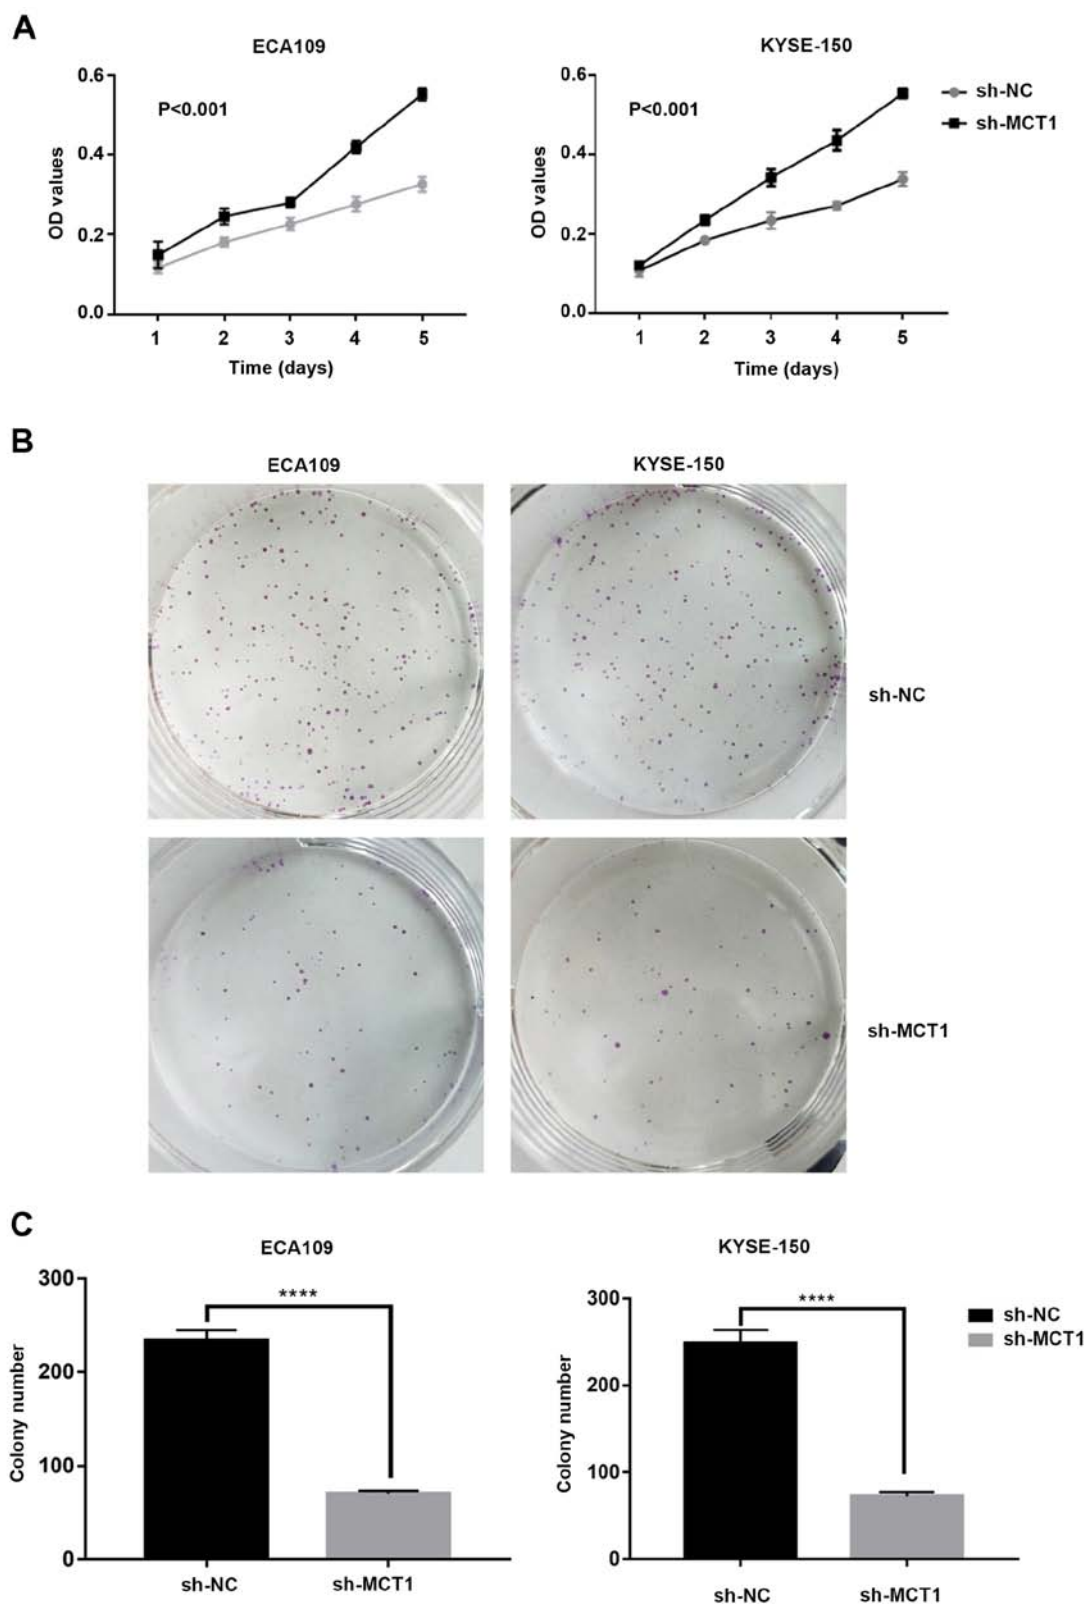 A
ECA109
KYSE-150
0.6
0.4
0.2
0.0
OD values
P<0.001
1 2 3 4 5
Time (days)
0.6
0.4
0.2
0.0
OD values
P<0.001
1 2 3 4 5
Time (days)
sh-NC
sh-MCT1
B
ECA109
KYSE-150
sh-NC
sh-MCT1
C
ECA109
KYSE-150
300
200
100
0
Colony number
****
sh-NC sh-MCT1
300
200
100
0
Colony number
****
sh-NC sh-MCT1
sh-NC
sh-MCT1